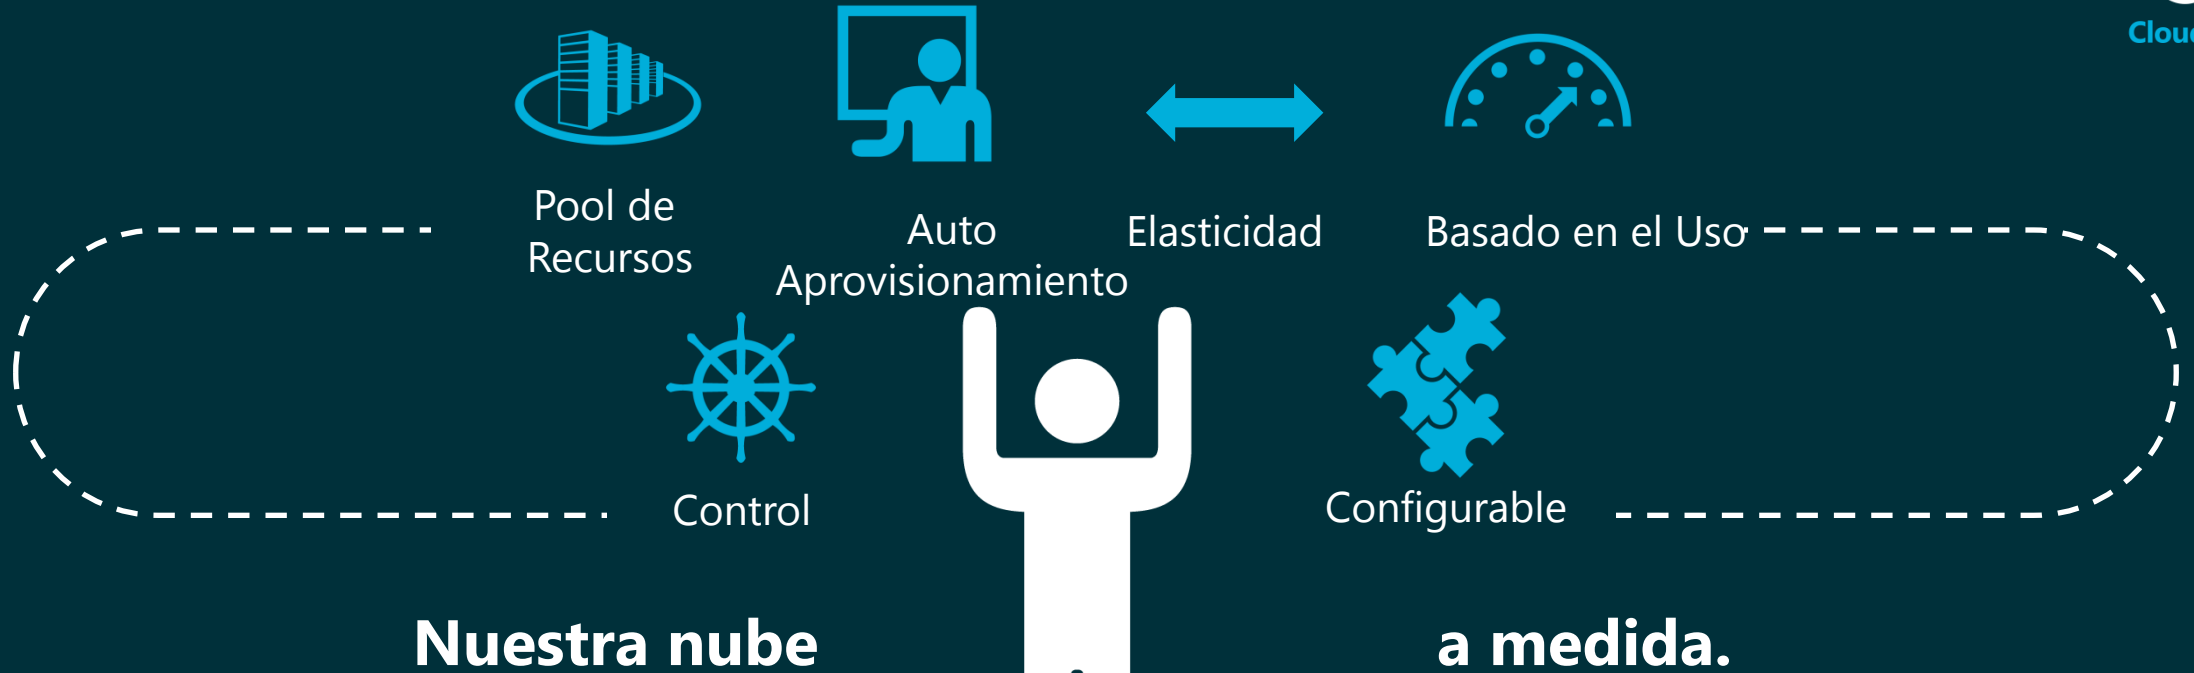 Pool de
Recursos
Auto
Aprovisionamiento
Elasticidad
Basado en el Uso
Control
Configurable
Nuestra nube
a medida.